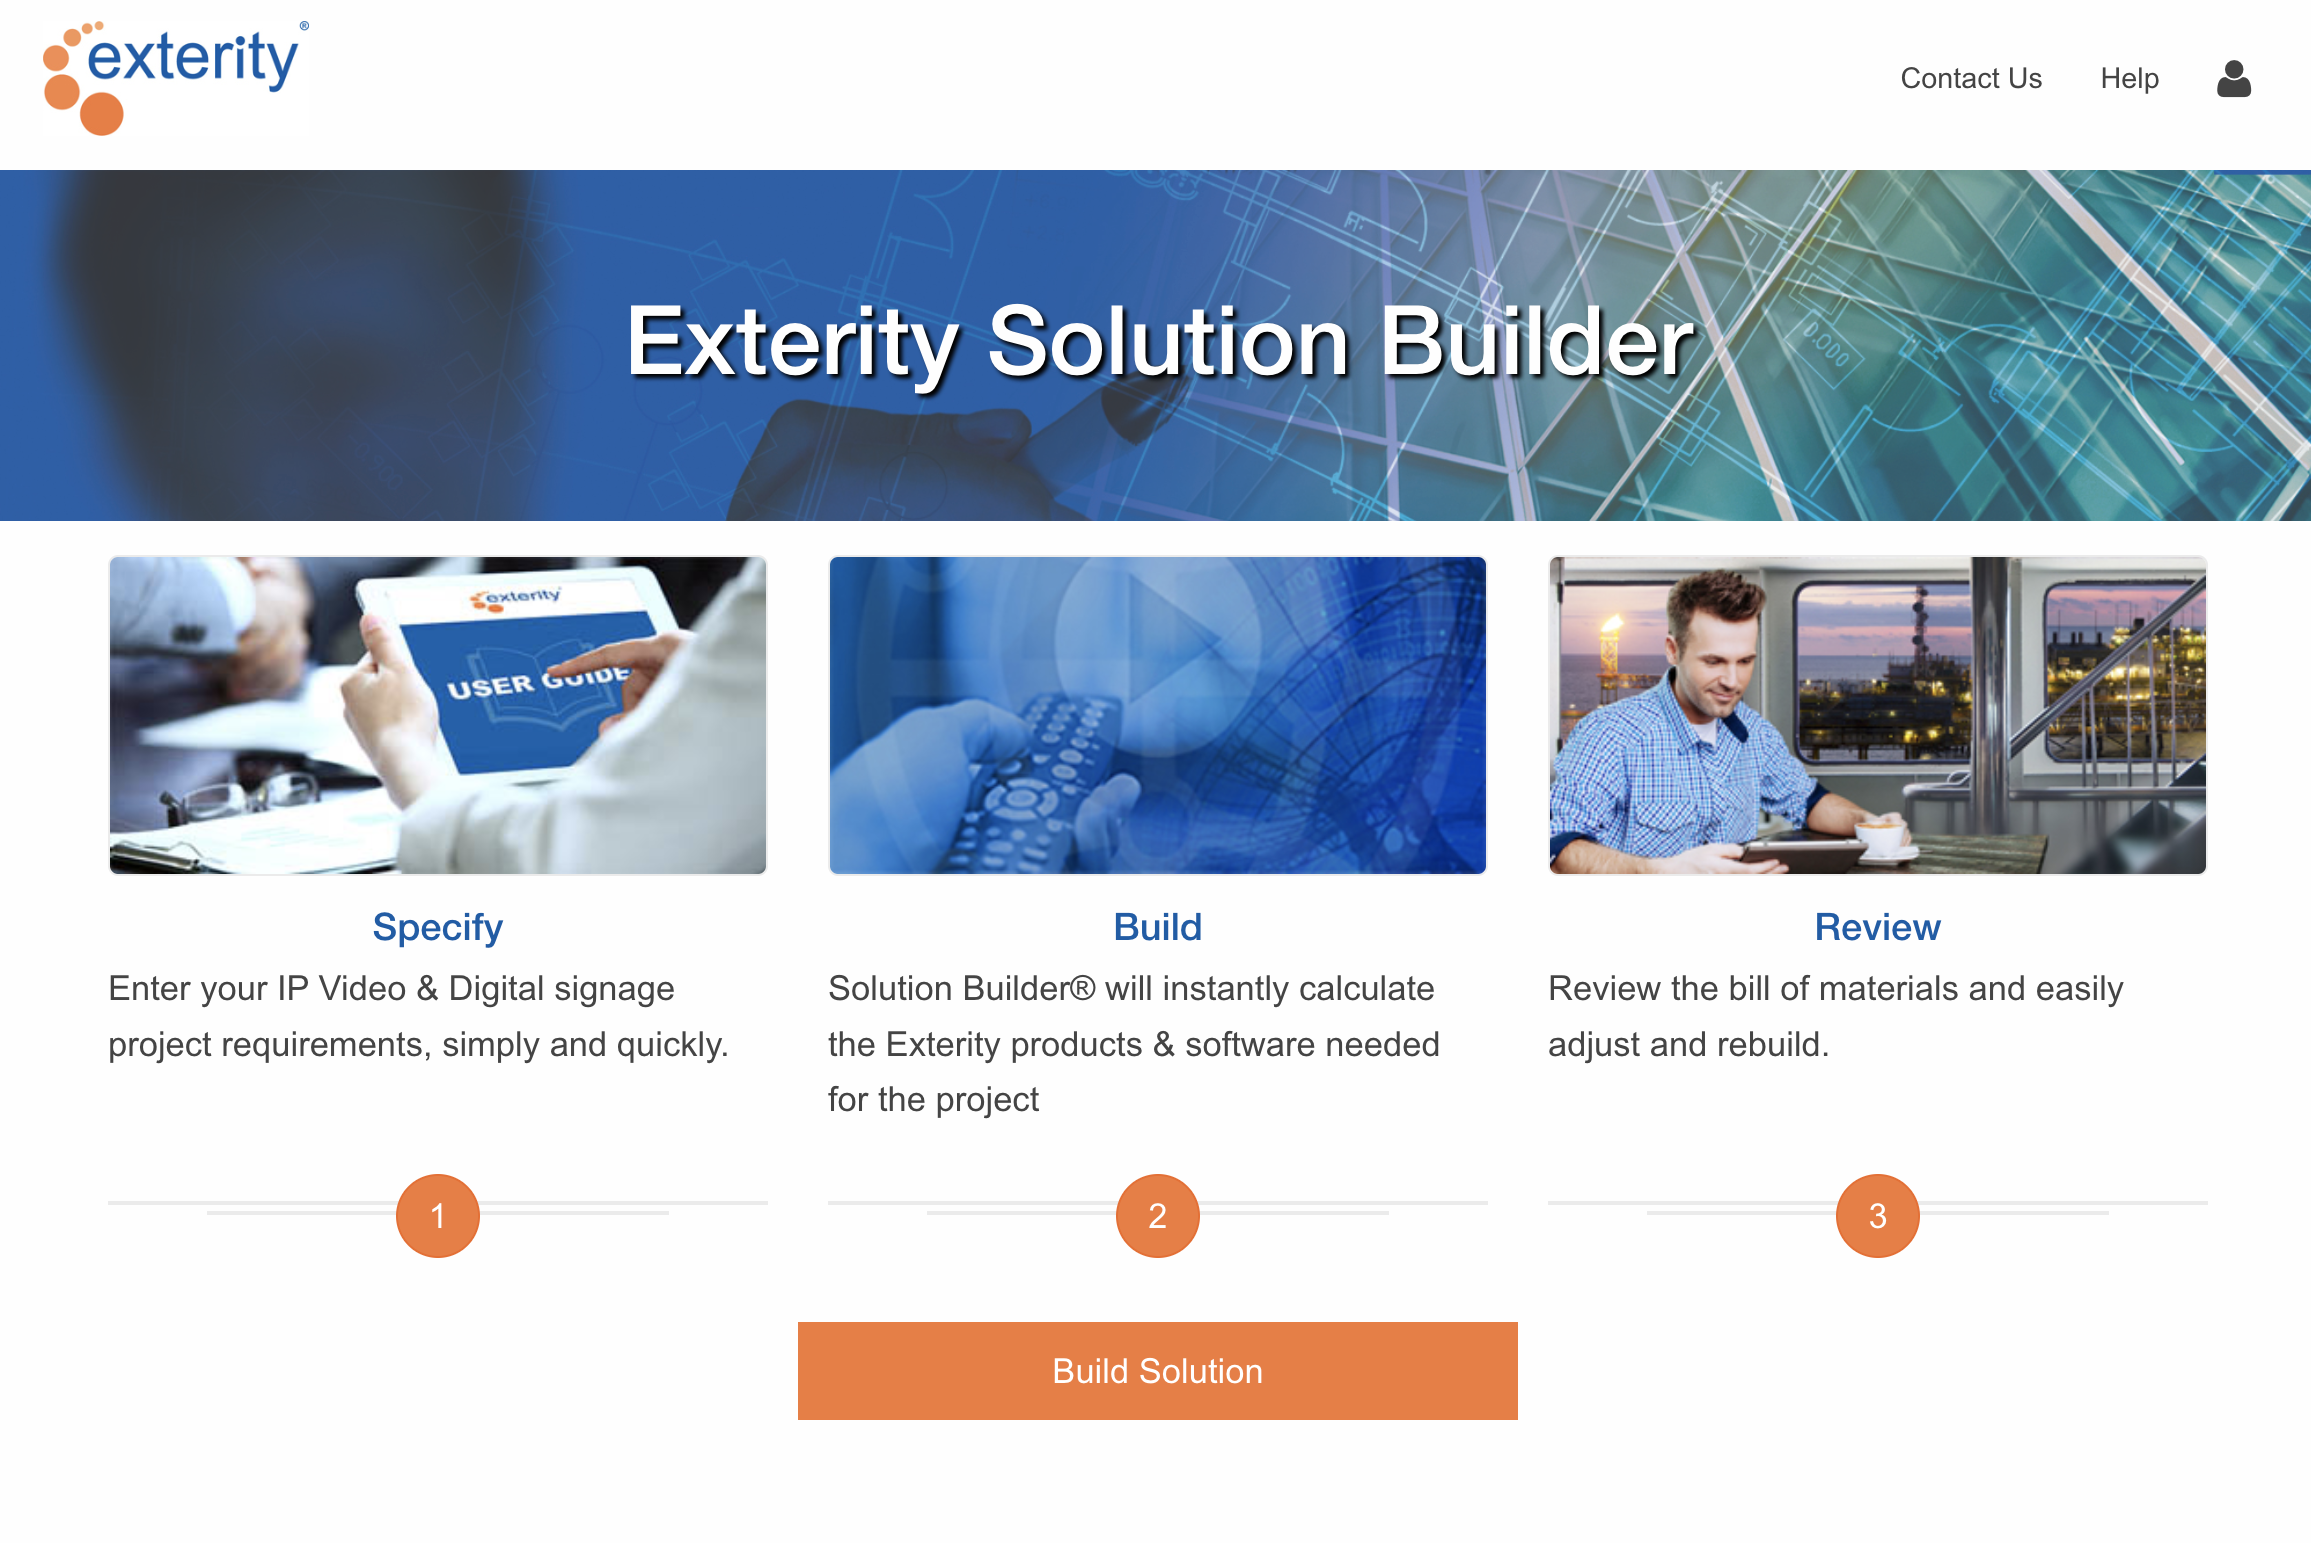 exterity®
Contact Us
Help
Exterity Solution Builder
exterity
USER GUIDE
Specify
Enter your IP Video & Digital signage
project requirements, simply and quickly.
1
Build
Solution Builder® will instantly calculate
the Exterity products & software needed
for the project
2
Review
Review the bill of materials and easily
adjust and rebuild.
3
Build Solution